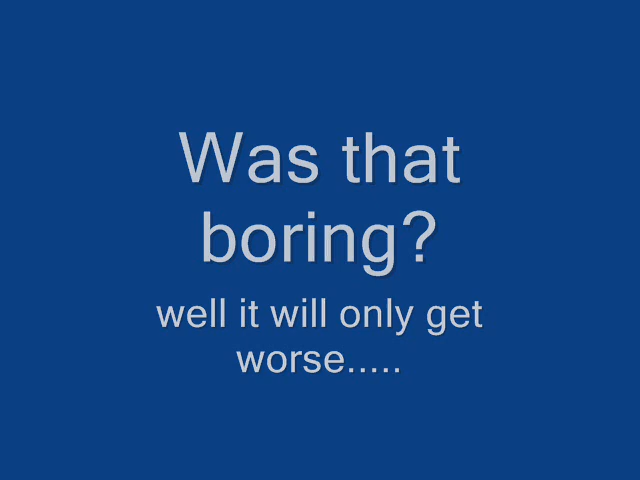 Was that
boring?
well it will only get
worse.....